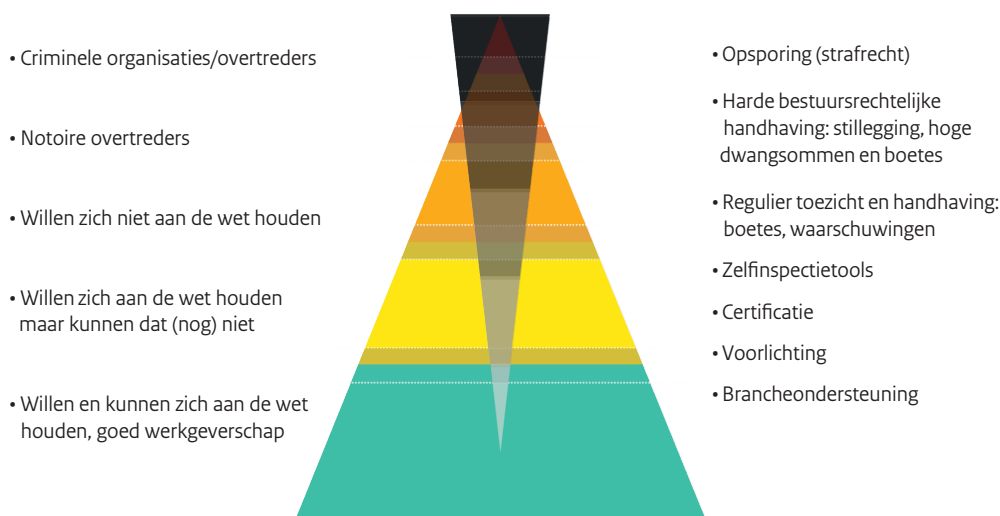 • Criminele organisaties/overtreders
• Notoire overtreders
• Willen zich niet aan de wet houden
• Willen zich aan de wet houden
maar kunnen dat (nog) niet
• Willen en kunnen zich aan de wet
houden, goed werkgeverschap
• Opsporing (strafrecht)
• Harde bestuursrechtelijke
handhaving: stillegging, hoge
dwangsommen en boetes
• Regulier toezicht en handhaving:
boetes, waarschuwingen
• Zelfinspectietools
• Certificatie
• Voorlichting
• Brancheondersteuning